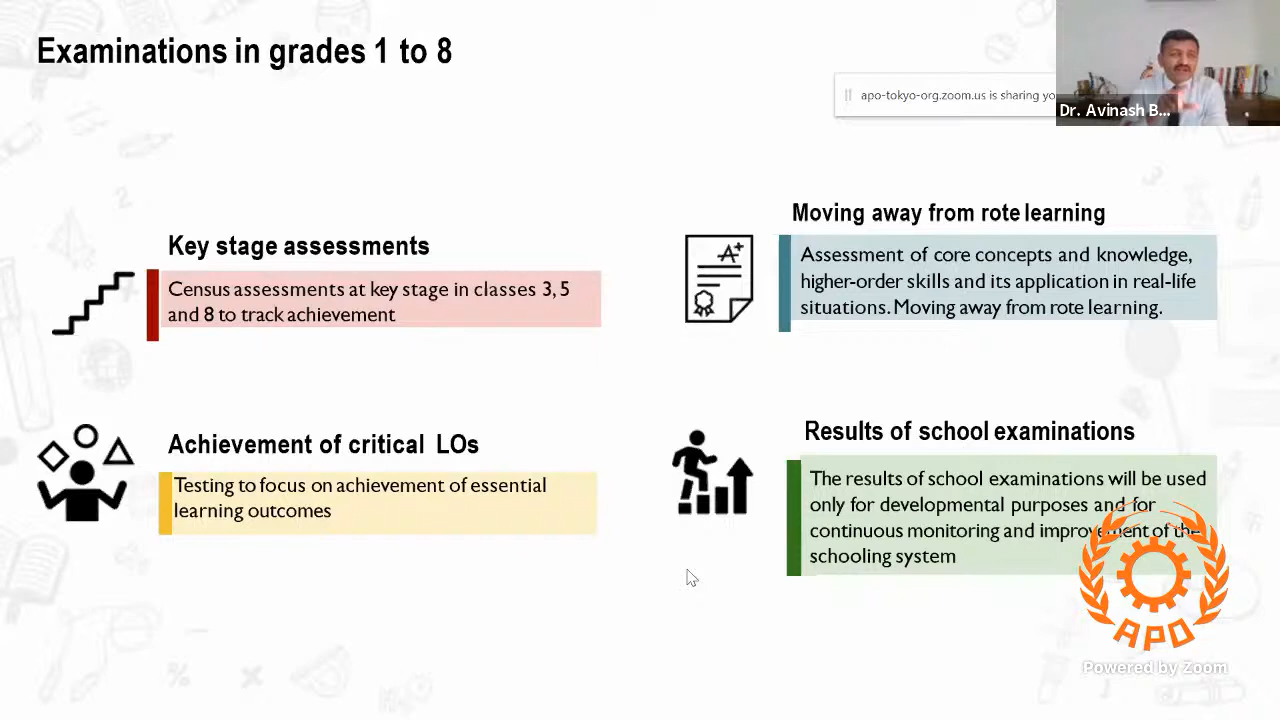 Examinations in grades 1 to 8
apo-tokyo-org.zoom.us is sharing
Dr. Avinash B...
Key stage assessments
Census assessments at key stage in classes 3, 5
and 8 to track achievement
Moving away from rote learning
A+
Assessment of core concepts and knowledge,
higher-order skills and its application in real-life
situations. Moving away from rote learning.
Achievement of critical LOs
Testing to focus on achievement of essential
learning outcomes
Results of school examinations
The results of school examinations will be used
only for developmental purposes and for
continuous monitoring and improvement of the
schooling system
APO
Powered by Zoom